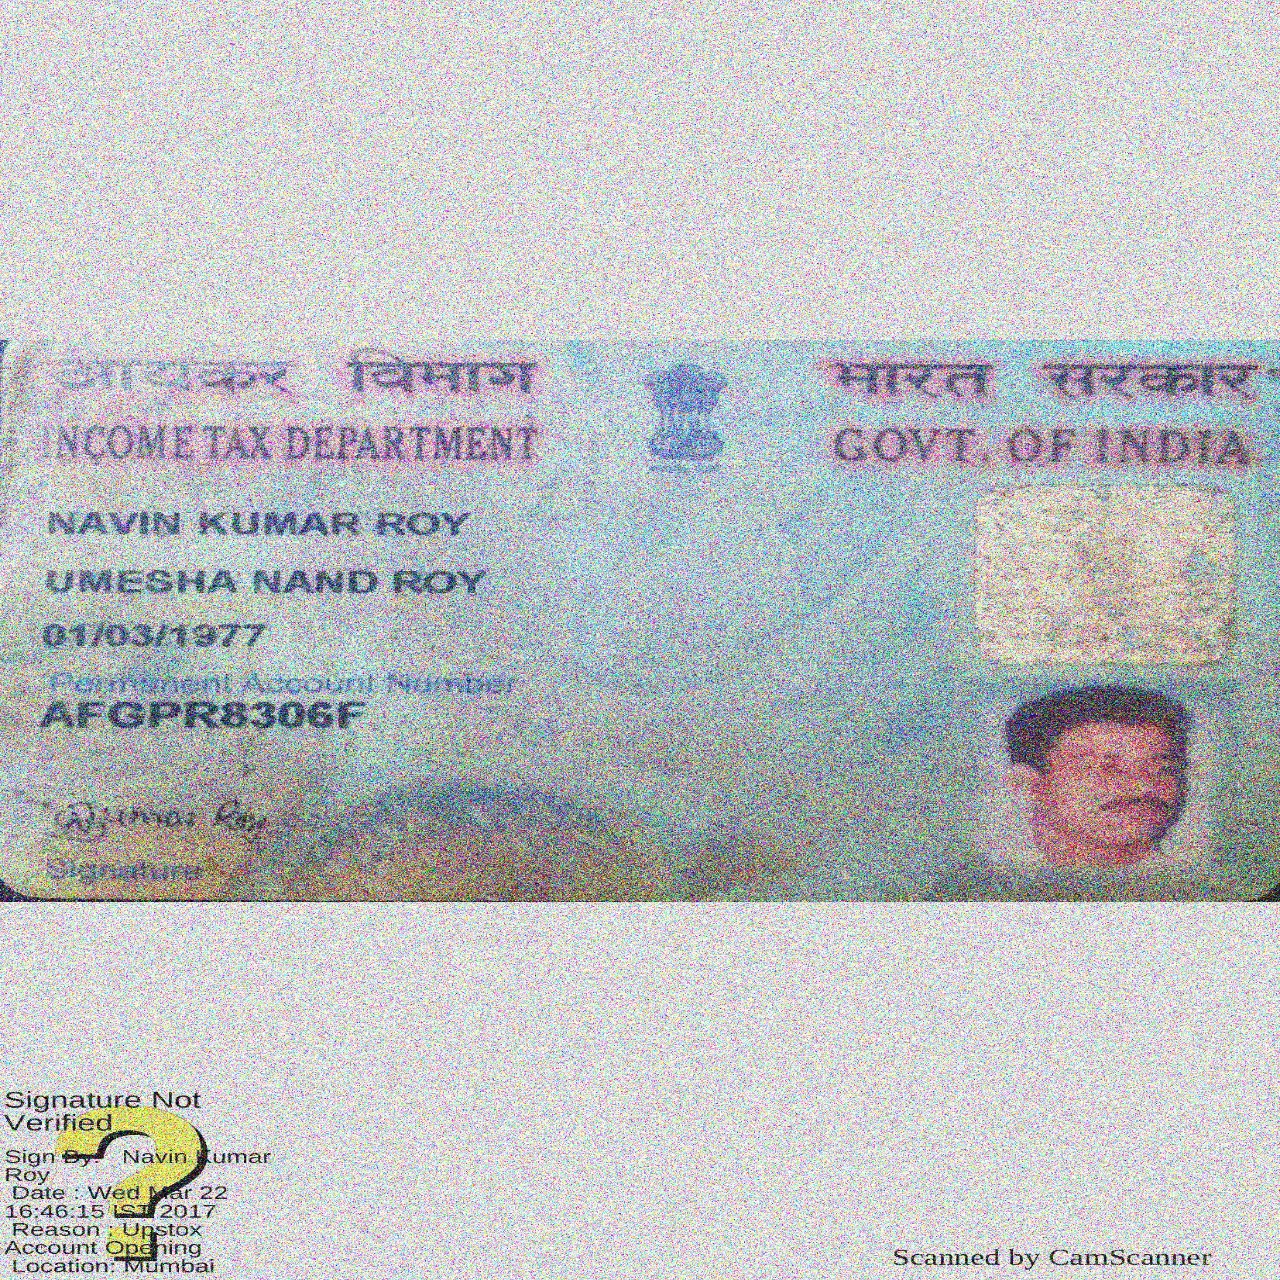 आयकर विभाग
भारत सरकार
INCOME TAX DEPARTMENT
GOVT. OF INDIA
NAVIN KUMAR ROY
UMESHA NAND ROY
01/03/1977
Permanent Account Number
AFGPR8306F
Signature
Signature Not
Verified
Sign By: Navin Kumar
Roy
Date : Wed Mar 22
16:46:15 IST 2017
Reason : Upstox
Account Opening
Location: Mumbai
Scanned by CamScanner